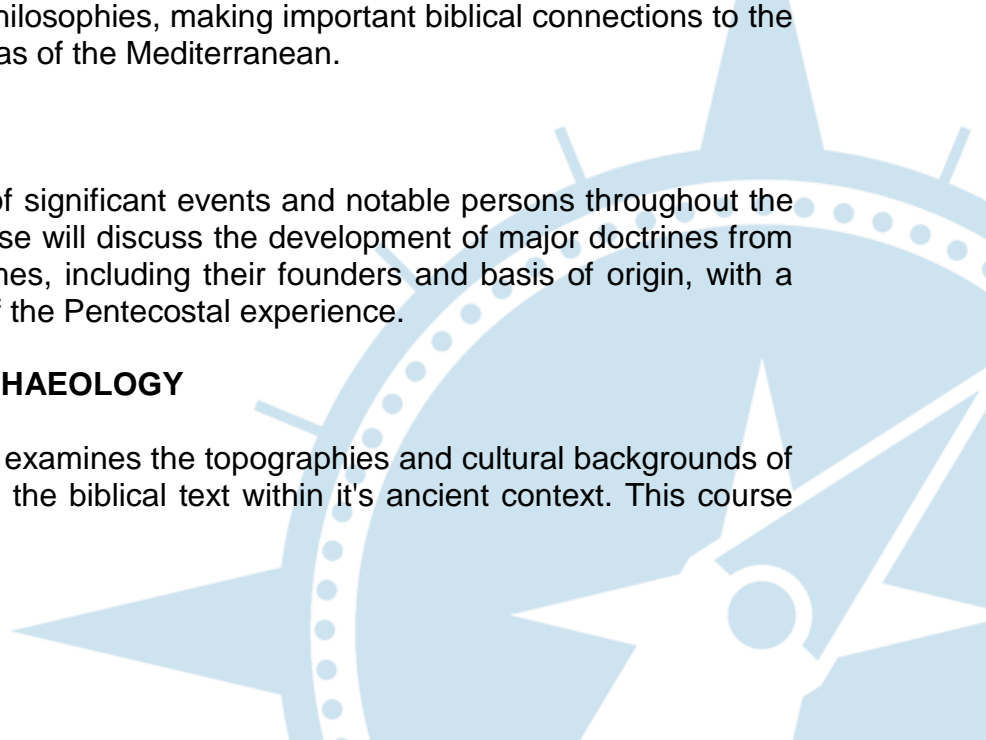 hilosophies, making important biblical connections to the
as of the Mediterranean.
of significant events and notable persons throughout the
se will discuss the development of major doctrines from
nes, including their founders and basis of origin, with a
f the Pentecostal experience.
HAEOLOGY
examines the topographies and cultural backgrounds of
the biblical text within it's ancient context. This course